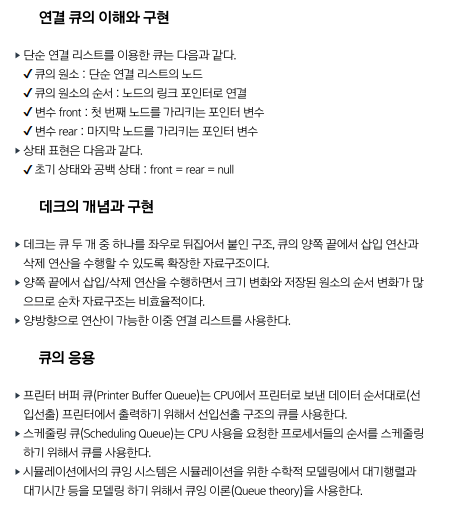 연결 큐의 이해와 구현
▶ 단순 연결 리스트를 이용한 큐는 다음과 같다.
✓ 큐의 원소 : 단순 연결 리스트의 노드
✓ 큐의 원소의 순서 : 노드의 링크 포인터로 연결
✓ 변수 front : 첫 번째 노드를 가리키는 포인터 변수
✓ 변수 rear : 마지막 노드를 가리키는 포인터 변수
▶ 상태 표현은 다음과 같다.
✓ 초기 상태와 공백 상태 : front = rear = null
데크의 개념과 구현
▶ 데크는 큐 두 개 중 하나를 좌우로 뒤집어서 붙인 구조, 큐의 양쪽 끝에서 삽입 연산과
삭제 연산을 수행할 수 있도록 확장한 자료구조이다.
▶ 양쪽 끝에서 삽입/삭제 연산을 수행하면서 크기 변화와 저장된 원소의 순서 변화가 많
으므로 순차 자료구조는 비효율적이다.
▶ 양방향으로 연산이 가능한 이중 연결 리스트를 사용한다.
큐의 응용
▶ 프린터 버퍼 큐(Printer Buffer Queue)는 CPU에서 프린터로 보낸 데이터 순서대로(선
입선출) 프린터에서 출력하기 위해서 선입선출 구조의 큐를 사용한다.
▶ 스케줄링 큐(Scheduling Queue)는 CPU 사용을 요청한 프로세서들의 순서를 스케줄링
하기 위해서 큐를 사용한다.
▶ 시뮬레이션에서의 큐잉 시스템은 시뮬레이션을 위한 수학적 모델링에서 대기행렬과
대기시간 등을 모델링 하기 위해서 큐잉 이론(Queue theory)을 사용한다.